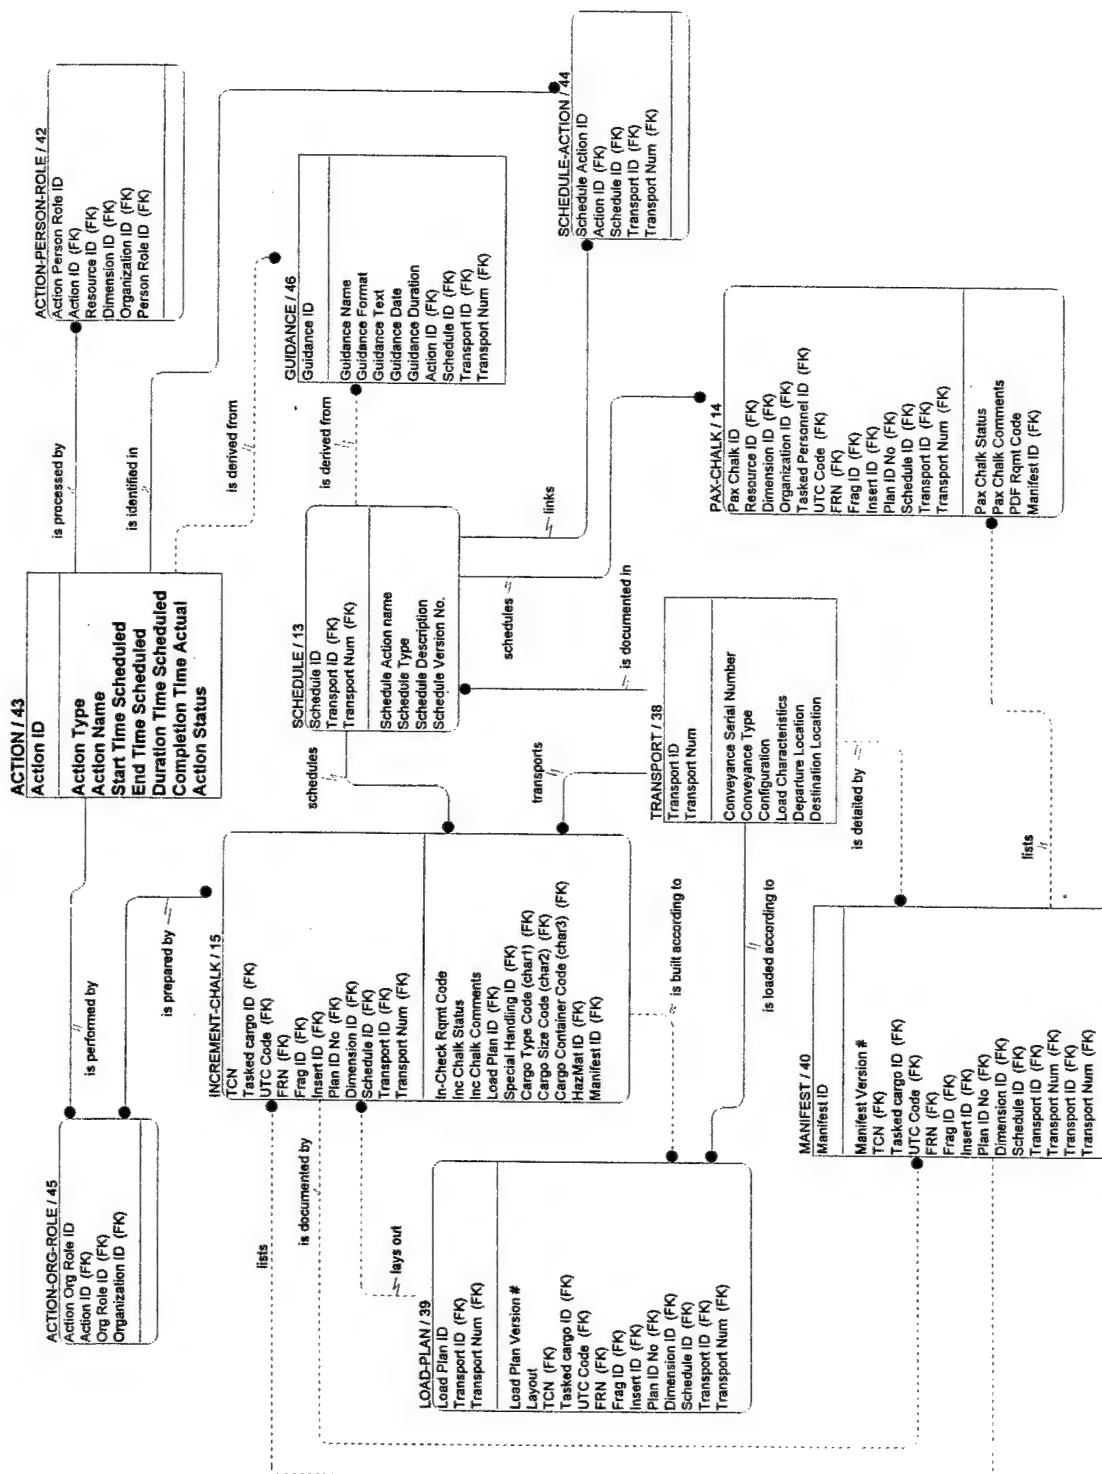 ACTION-PERSON-ROLE / 42
Action Person Role ID
Action ID (FK)
Resource ID (FK)
Dimension ID (FK)
Organization ID (FK)
Person Role ID (FK)
SCHEDULE-ACTION / 44
Schedule Action ID
Action ID (FK)
Schedule ID (FK)
Transport ID (FK)
Transport Num (FK)
GUIDANCE / 46
Guidance ID
Guidance Name
Guidance Format
Guidance Text
Guidance Date
Guidance Duration
Action ID (FK)
Schedule ID (FK)
Transport ID (FK)
Transport Num (FK)
is processed by
is identified in
is derived from
is derived from
links
schedules
is documented in
PAX-CHALK / 14
Pax Chalk ID
Resource ID (FK)
Dimension ID (FK)
Organization ID (FK)
Tasked Personnel ID (FK)
UTC Code (FK)
FRN (FK)
Frag ID (FK)
Insert ID (FK)
Plan ID No (FK)
Schedule ID (FK)
Transport ID (FK)
Transport Num (FK)
Pax Chalk Status
Pax Chalk Comments
PDF Rqmt Code
Manifest ID (FK)
ACTION / 43
Action ID
Action Type
Action Name
Start Time Scheduled
End Time Scheduled
Duration Time Scheduled
Completion Time Actual
Action Status
SCHEDULE / 13
Schedule ID
Transport ID (FK)
Transport Num (FK)
Schedule Action name
Schedule Type
Schedule Description
Schedule Version No.
TRANSPORT / 38
Transport ID
Transport Num
Conveyance Serial Number
Conveyance Type
Configuration
Load Characteristics
Departure Location
Destination Location
schedules
transports
is detailed by
lists
is performed by
is prepared by
INCREMENT-CHALK / 15
TCN
Tasked cargo ID (FK)
UTC Code (FK)
FRN (FK)
Frag ID (FK)
Insert ID (FK)
Plan ID No (FK)
Dimension ID (FK)
Schedule ID (FK)
Transport ID (FK)
Transport Num (FK)
In-Check Rqmt Code
Inc Chalk Status
Inc Chalk Comments
Load Plan ID (FK)
Special Handling ID (FK)
Cargo Type Code (char1) (FK)
Cargo Size Code (char2) (FK)
Cargo Container Code (char3) (FK)
HazMat ID (FK)
Manifest ID (FK)
is built according to
is loaded according to
MANIFEST / 40
Manifest ID
Manifest Version #
TCN (FK)
Tasked cargo ID (FK)
UTC Code (FK)
FRN (FK)
Frag ID (FK)
Insert ID (FK)
Plan ID No (FK)
Dimension ID (FK)
Schedule ID (FK)
Transport ID (FK)
Transport Num (FK)
Transport ID (FK)
Transport Num (FK)
lists
is documented by
lays out
ACTION-ORG-ROLE / 45
Action Org Role ID
Action ID (FK)
Org Role ID (FK)
Organization ID (FK)
LOAD-PLAN / 39
Load Plan ID
Transport ID (FK)
Transport Num (FK)
Load Plan Version #
Layout
TCN (FK)
Tasked cargo ID (FK)
UTC Code (FK)
FRN (FK)
Frag ID (FK)
Insert ID (FK)
Plan ID No (FK)
Dimension ID (FK)
Schedule ID (FK)
Transport ID (FK)
Transport Num (FK)